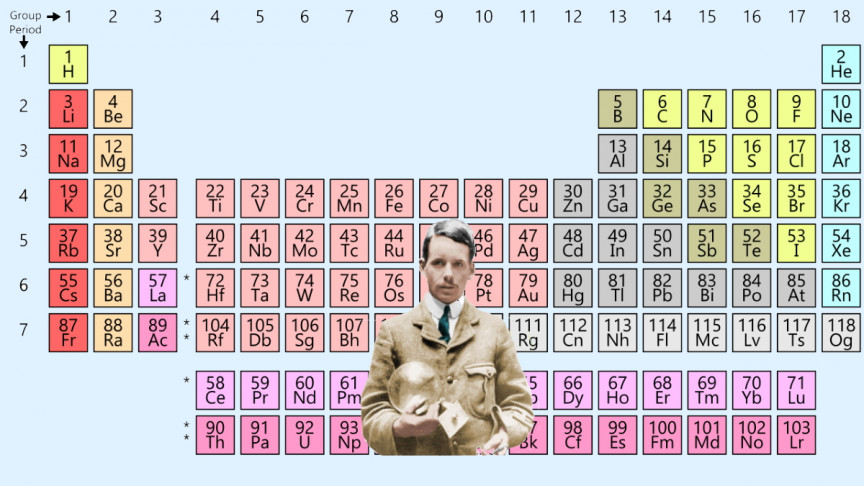 Group 1 2 3 4 5 6 7 8 9 10 11 12 13 14 15 16 17 18
Period
1 1 2
H He
2 3 4 5 6 7 8 9 10
Li Be B C N O F Ne
3 11 12 13 14 15 16 17 18
Na Mg Al Si P S Cl Ar
4 19 20 21 22 23 24 25 26 27 28 29 30 31 32 33 34 35 36
K Ca Sc Ti V Cr Mn Fe Co Ni Cu Zn Ga Ge As Se Br Kr
5 37 38 39 40 41 42 43 44 46 47 48 49 50 51 52 53 54
Rb Sr Y Zr Nb Mo Tc Ru Pd Ag Cd In Sn Sb Te I Xe
6 55 56 57 * 72 73 74 75 76 78 79 80 81 82 83 84 85 86
Cs Ba La Hf Ta W Re Os Pt Au Hg Tl Pb Bi Po At Rn
7 87 88 89 * 104 105 106 107 111 112 113 114 115 116 117 118
Fr Ra Ac * Rf Db Sg Bh Rg Cn Nh Fl Mc Lv Ts Og
* 58 59 60 61 66 67 68 69 70 71
Ce Pr Nd Pm Dy Ho Er Tm Yb Lu
* 90 91 92 93 98 99 100 101 102 103
* Th Pa U Np Bk Cf Es Fm Md No Lr